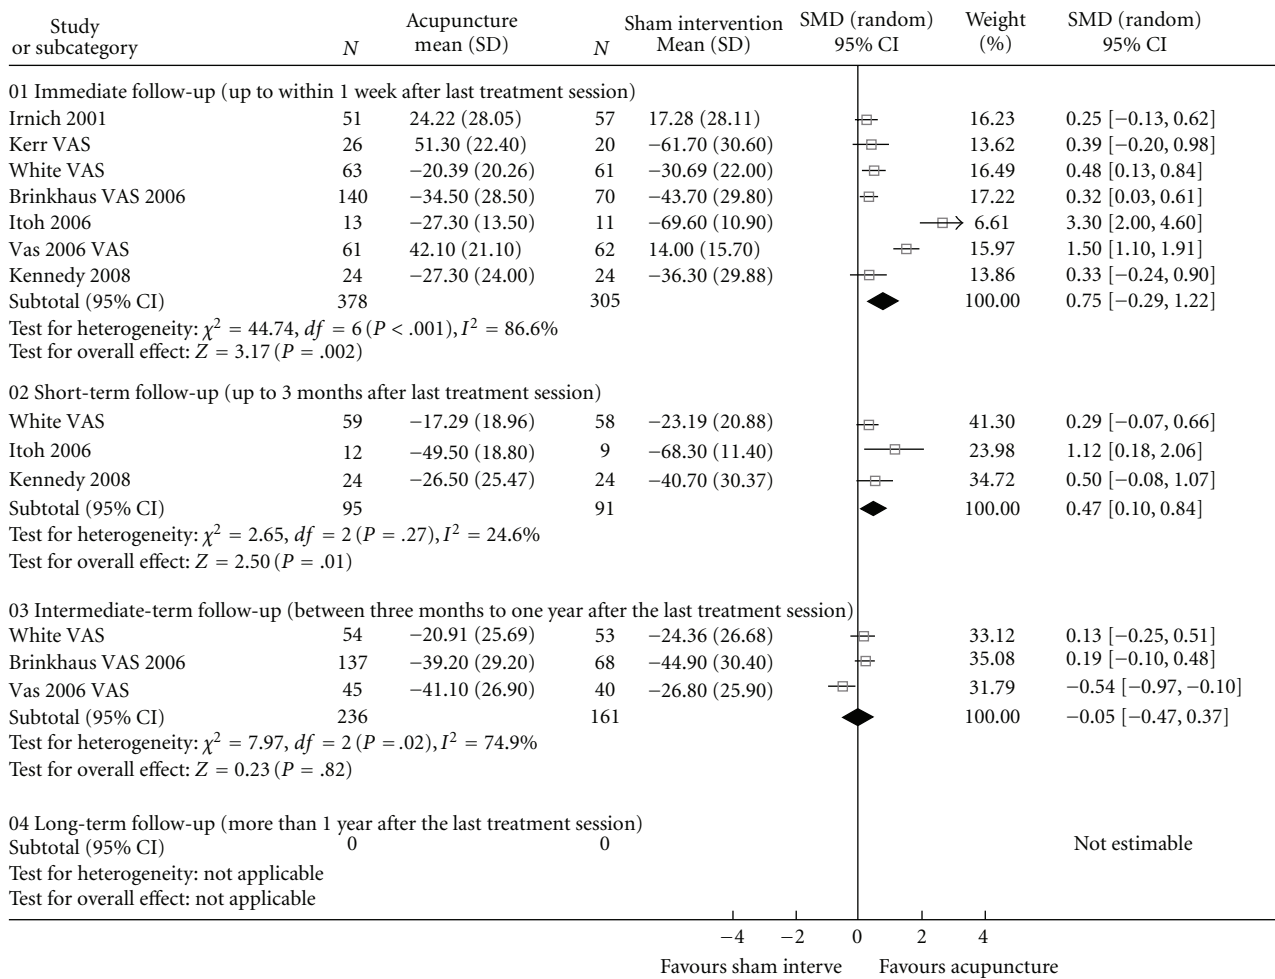 Study or subcategory N Acupuncture mean (SD) N Sham intervention Mean (SD) SMD (random) 95% CI Weight (%) SMD (random) 95% CI
01 Immediate follow-up (up to within 1 week after last treatment session)
Irnich 2001 51 24.22 (28.05) 57 17.28 (28.11) 16.23 0.25 [−0.13, 0.62]
Kerr VAS 26 51.30 (22.40) 20 −61.70 (30.60) 13.62 0.39 [−0.20, 0.98]
White VAS 63 −20.39 (20.26) 61 −30.69 (22.00) 16.49 0.48 [0.13, 0.84]
Brinkhaus VAS 2006 140 −34.50 (28.50) 70 −43.70 (29.80) 17.22 0.32 [0.03, 0.61]
Itoh 2006 13 −27.30 (13.50) 11 −69.60 (10.90) 6.61 3.30 [2.00, 4.60]
Vas 2006 VAS 61 42.10 (21.10) 62 14.00 (15.70) 15.97 1.50 [1.10, 1.91]
Kennedy 2008 24 −27.30 (24.00) 24 −36.30 (29.88) 13.86 0.33 [−0.24, 0.90]
Subtotal (95% CI) 378 305 100.00 0.75 [−0.29, 1.22]
Test for heterogeneity: χ² = 44.74, df = 6 (P < .001), I² = 86.6%
Test for overall effect: Z = 3.17 (P = .002)
02 Short-term follow-up (up to 3 months after last treatment session)
White VAS 59 −17.29 (18.96) 58 −23.19 (20.88) 41.30 0.29 [−0.07, 0.66]
Itoh 2006 12 −49.50 (18.80) 9 −68.30 (11.40) 23.98 1.12 [0.18, 2.06]
Kennedy 2008 24 −26.50 (25.47) 24 −40.70 (30.37) 34.72 0.50 [−0.08, 1.07]
Subtotal (95% CI) 95 91 100.00 0.47 [0.10, 0.84]
Test for heterogeneity: χ² = 2.65, df = 2 (P = .27), I² = 24.6%
Test for overall effect: Z = 2.50 (P = .01)
03 Intermediate-term follow-up (between three months to one year after the last treatment session)
White VAS 54 −20.91 (25.69) 53 −24.36 (26.68) 33.12 0.13 [−0.25, 0.51]
Brinkhaus VAS 2006 137 −39.20 (29.20) 68 −44.90 (30.40) 35.08 0.19 [−0.10, 0.48]
Vas 2006 VAS 45 −41.10 (26.90) 40 −26.80 (25.90) 31.79 −0.54 [−0.97, −0.10]
Subtotal (95% CI) 236 161 100.00 −0.05 [−0.47, 0.37]
Test for heterogeneity: χ² = 7.97, df = 2 (P = .02), I² = 74.9%
Test for overall effect: Z = 0.23 (P = .82)
04 Long-term follow-up (more than 1 year after the last treatment session)
Subtotal (95% CI) 0 0 Not estimable
Test for heterogeneity: not applicable
Test for overall effect: not applicable
−4 −2 0 2 4
Favours sham interve Favours acupuncture